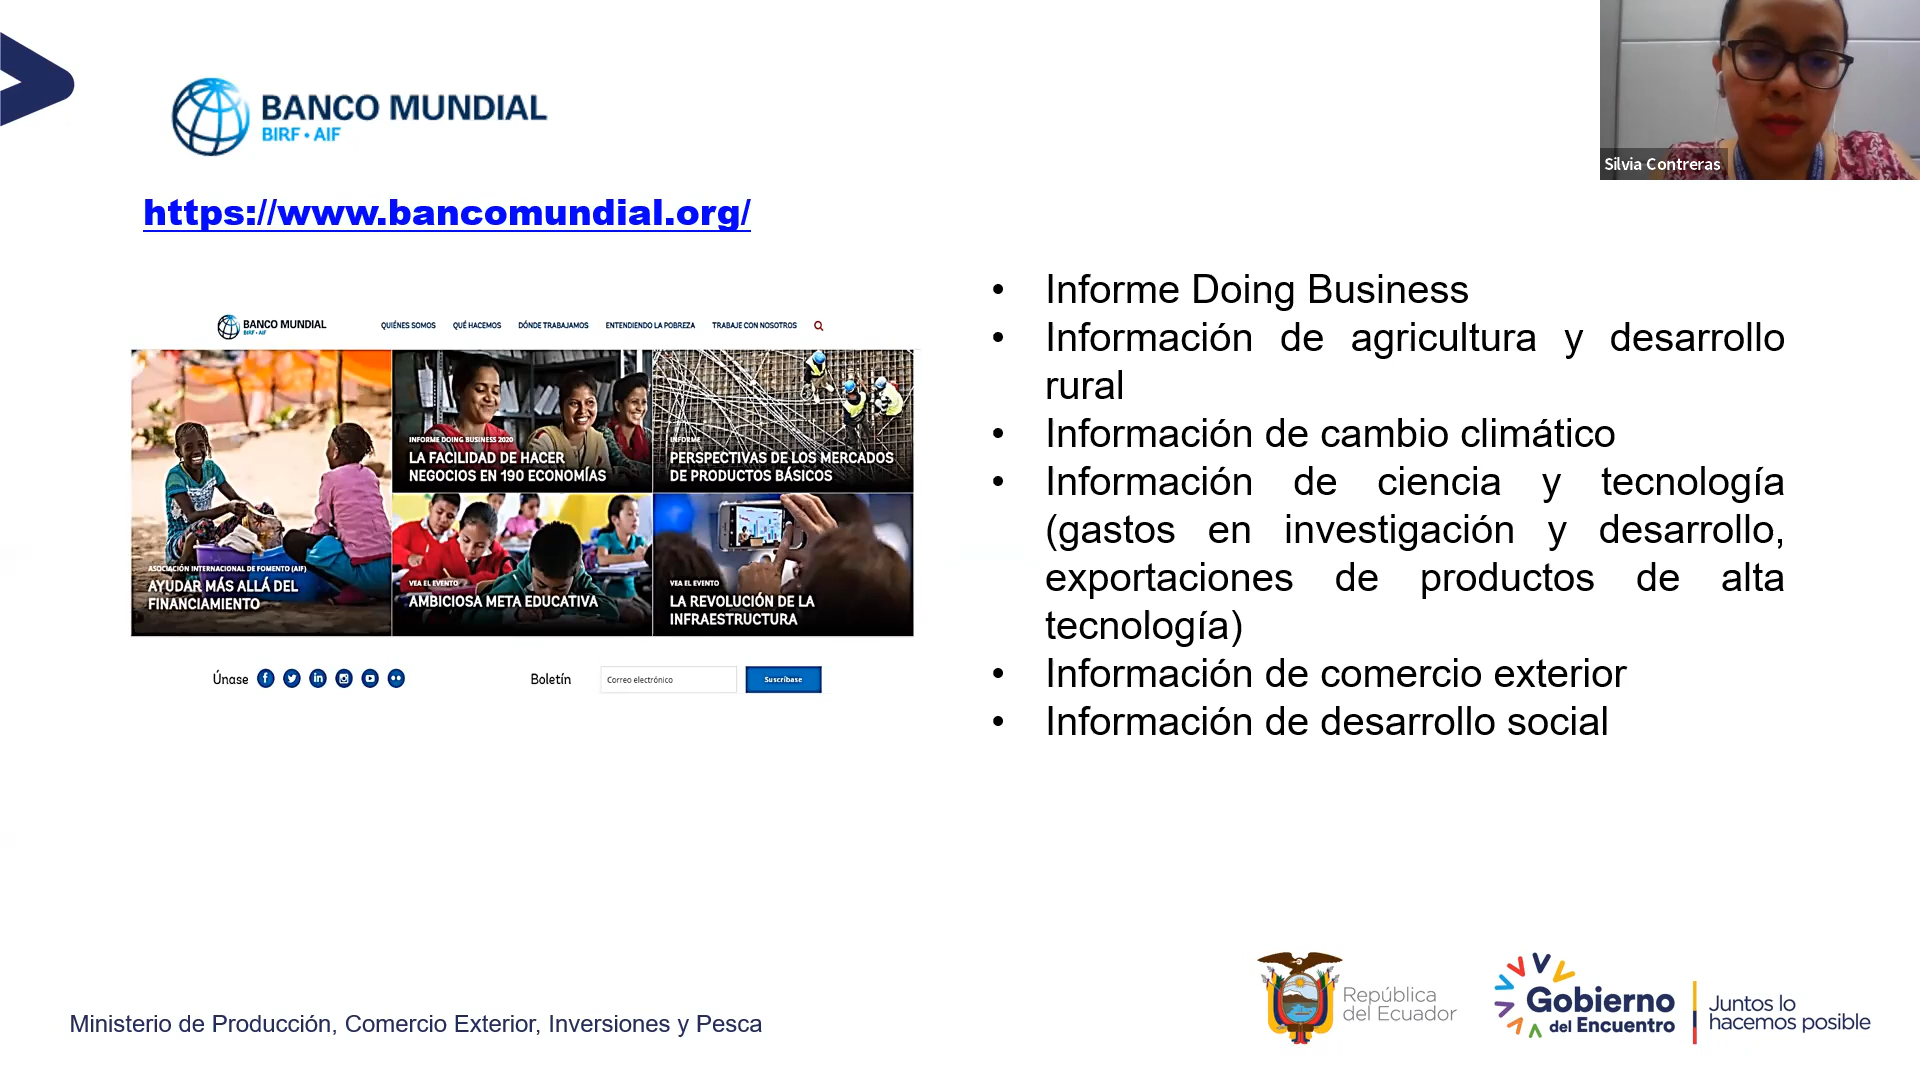 BANCO MUNDIAL
BIRF • AIF
Silvia Contreras
https://www.bancomundial.org/
BANCO MUNDIAL
BIRF • AIF
QUIÉNES SOMOS QUÉ HACEMOS DÓNDE TRABAJAMOS ENTENDIENDO LA POBREZA TRABAJE CON NOSOTROS
INFORME DOING BUSINESS 2020
LA FACILIDAD DE HACER
NEGOCIOS EN 190 ECONOMÍAS
INFORME
PERSPECTIVAS DE LOS MERCADOS
DE PRODUCTOS BÁSICOS
ASOCIACIÓN INTERNACIONAL DE FOMENTO (AIF)
AYUDAR MÁS ALLÁ DEL
FINANCIAMIENTO
VEA EL EVENTO
AMBICIOSA META EDUCATIVA
VEA EL EVENTO
LA REVOLUCIÓN DE LA
INFRAESTRUCTURA
Únase
Boletín
Correo electrónico
Suscríbase
• Informe Doing Business
• Información de agricultura y desarrollo
rural
• Información de cambio climático
• Información de ciencia y tecnología
(gastos en investigación y desarrollo,
exportaciones de productos de alta
tecnología)
• Información de comercio exterior
• Información de desarrollo social
Ministerio de Producción, Comercio Exterior, Inversiones y Pesca
República
del Ecuador
Gobierno
del Encuentro
Juntos lo
hacemos posible